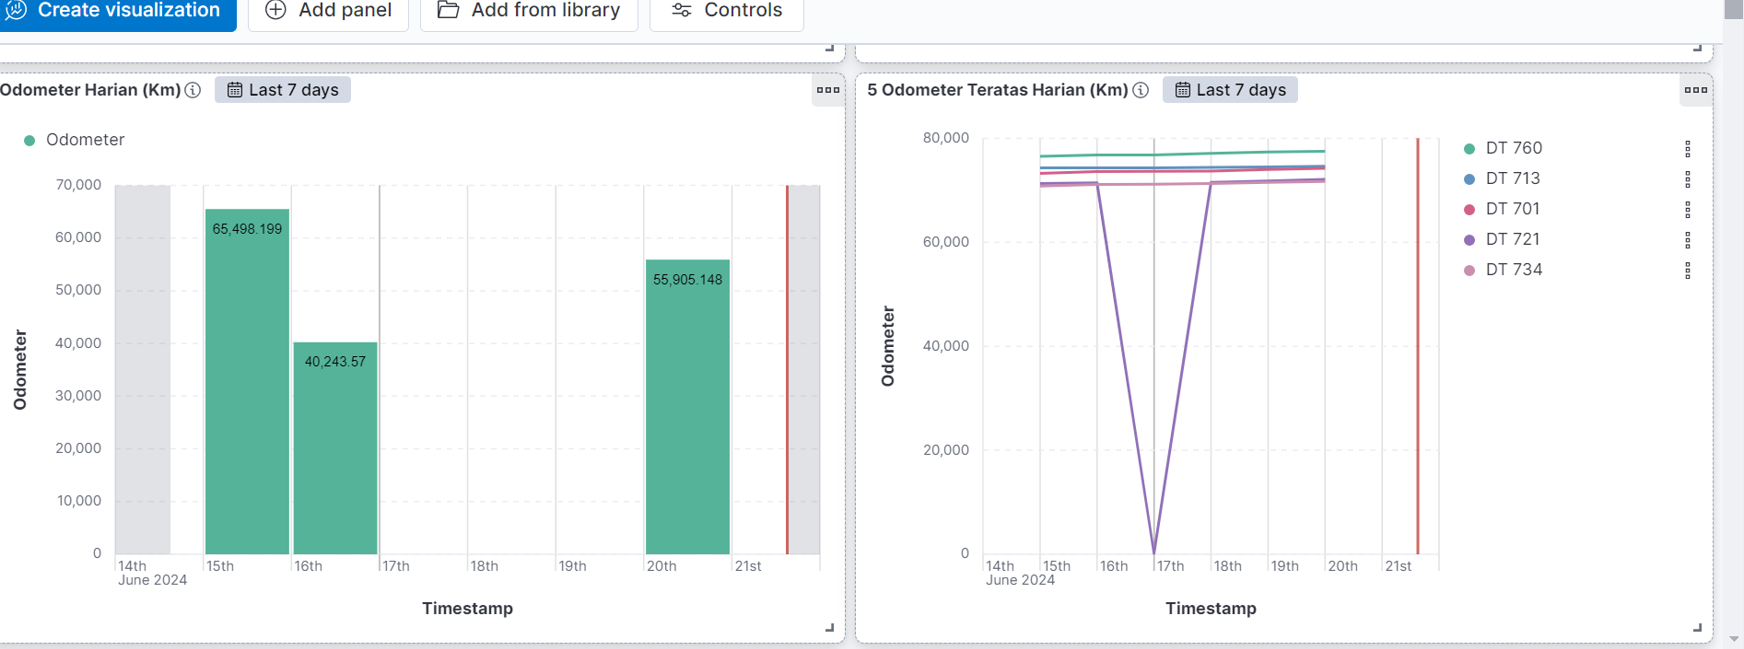 Create visualization
Add panel
Add from library
Controls
Odometer Harian (Km)
Last 7 days
Odometer
70,000
60,000
50,000
40,000
30,000
20,000
10,000
0
Odometer
65,498.199
40,243.57
55,905.148
14th
15th
16th
17th
18th
19th
20th
21st
June 2024
Timestamp
5 Odometer Teratas Harian (Km)
Last 7 days
80,000
60,000
40,000
20,000
0
Odometer
14th
15th
16th
17th
18th
19th
20th
21st
June 2024
Timestamp
DT 760
DT 713
DT 701
DT 721
DT 734